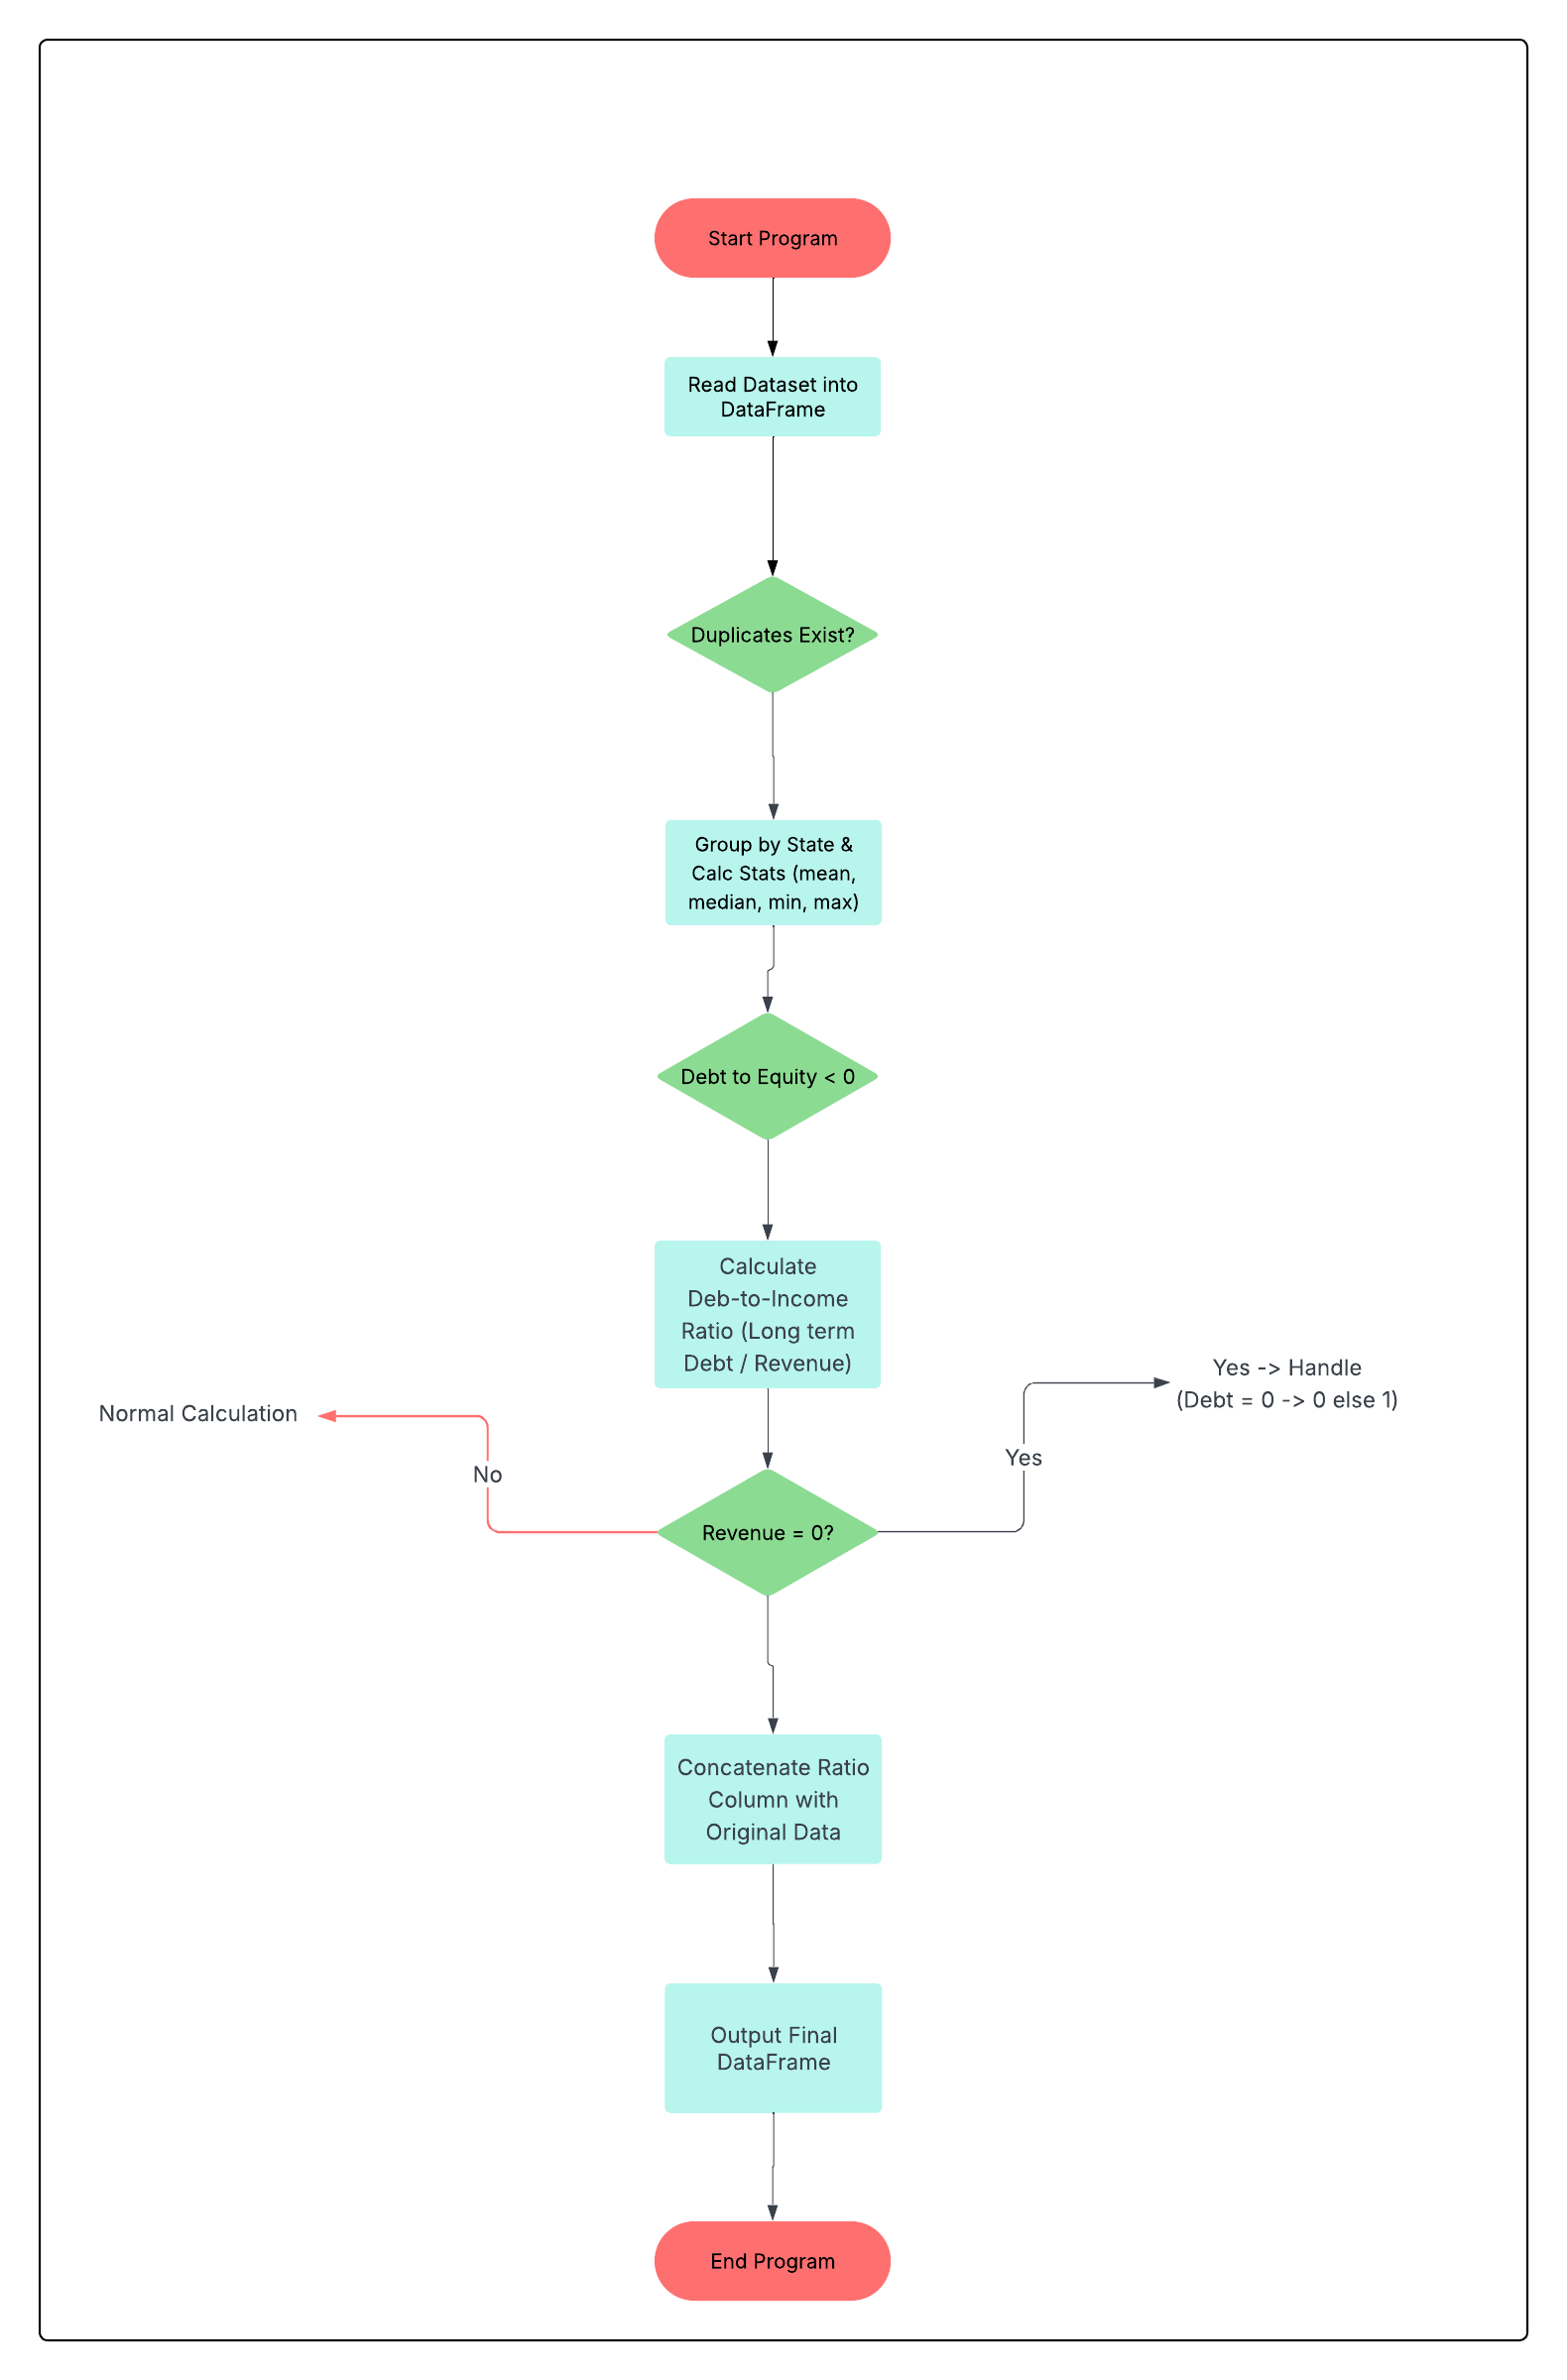 Start Program
Read Dataset into
DataFrame
Duplicates Exist?
Group by State &
Calc Stats (mean,
median, min, max)
Debt to Equity < 0
Calculate
Deb-to-Income
Ratio (Long term
Debt / Revenue)
Yes -> Handle
(Debt = 0 -> 0 else 1)
Normal Calculation
Yes
No
Revenue = 0?
Concatenate Ratio
Column with
Original Data
Output Final
DataFrame
End Program